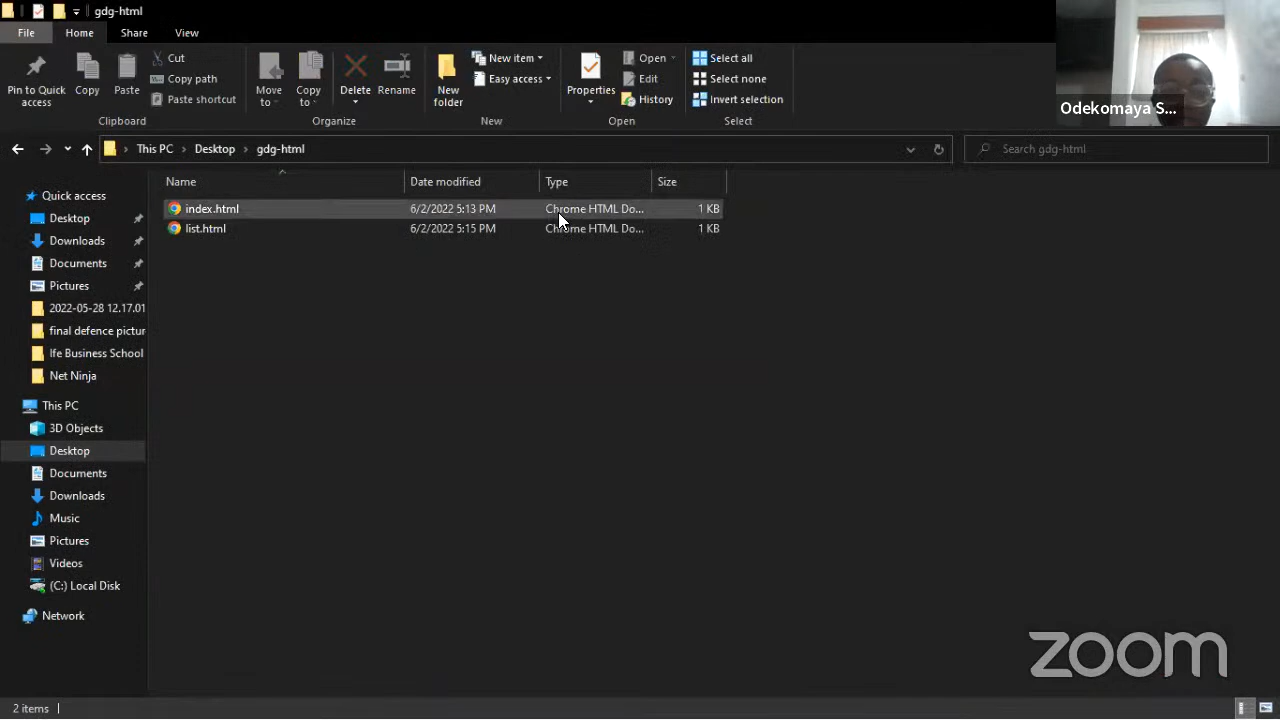 gdg-html
File Home Share View
Pin to Quick access
Copy
Paste
Cut
Copy path
Paste shortcut
Clipboard
Move to
Copy to
Delete
Rename
Organize
New folder
New item
Easy access
New
Properties
Open
Edit
History
Open
Select all
Select none
Invert selection
Select
Odekomaya S...
This PC > Desktop > gdg-html
Search gdg-html
Name Date modified Type Size
index.html 6/2/2022 5:13 PM Chrome HTML Do... 1 KB
list.html 6/2/2022 5:15 PM Chrome HTML Do... 1 KB
Quick access
Desktop
Downloads
Documents
Pictures
2022-05-28 12.17.01
final defence pictur
Ife Business School
Net Ninja
This PC
3D Objects
Desktop
Documents
Downloads
Music
Pictures
Videos
(C:) Local Disk
Network
zoom
2 items